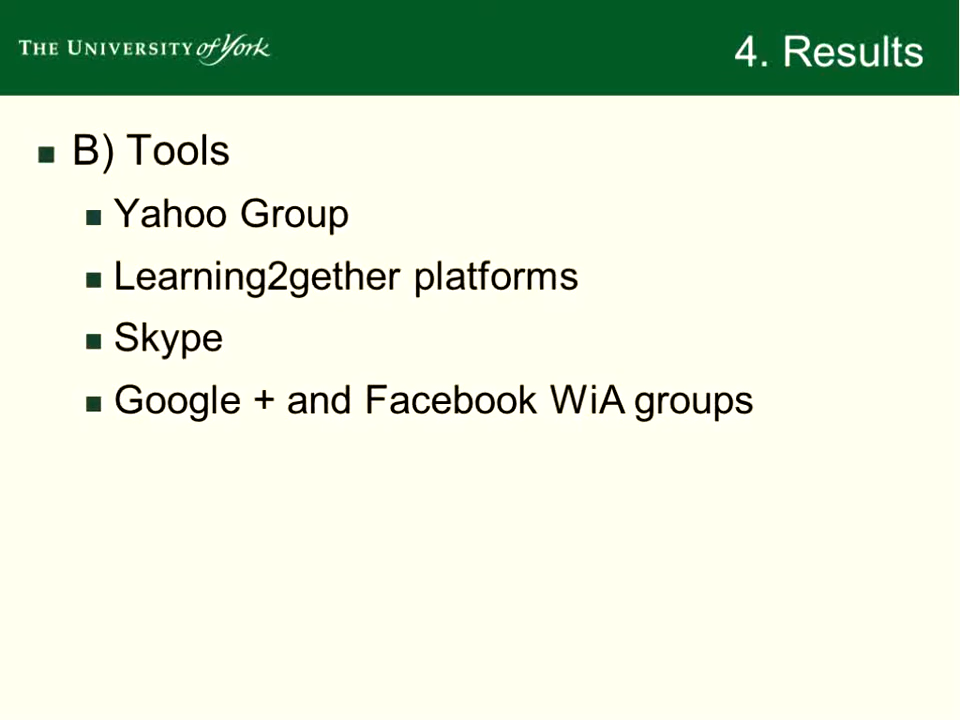 THE UNIVERSITY of York
4. Results
B) Tools
Yahoo Group
Learning2gether platforms
Skype
Google + and Facebook WiA groups